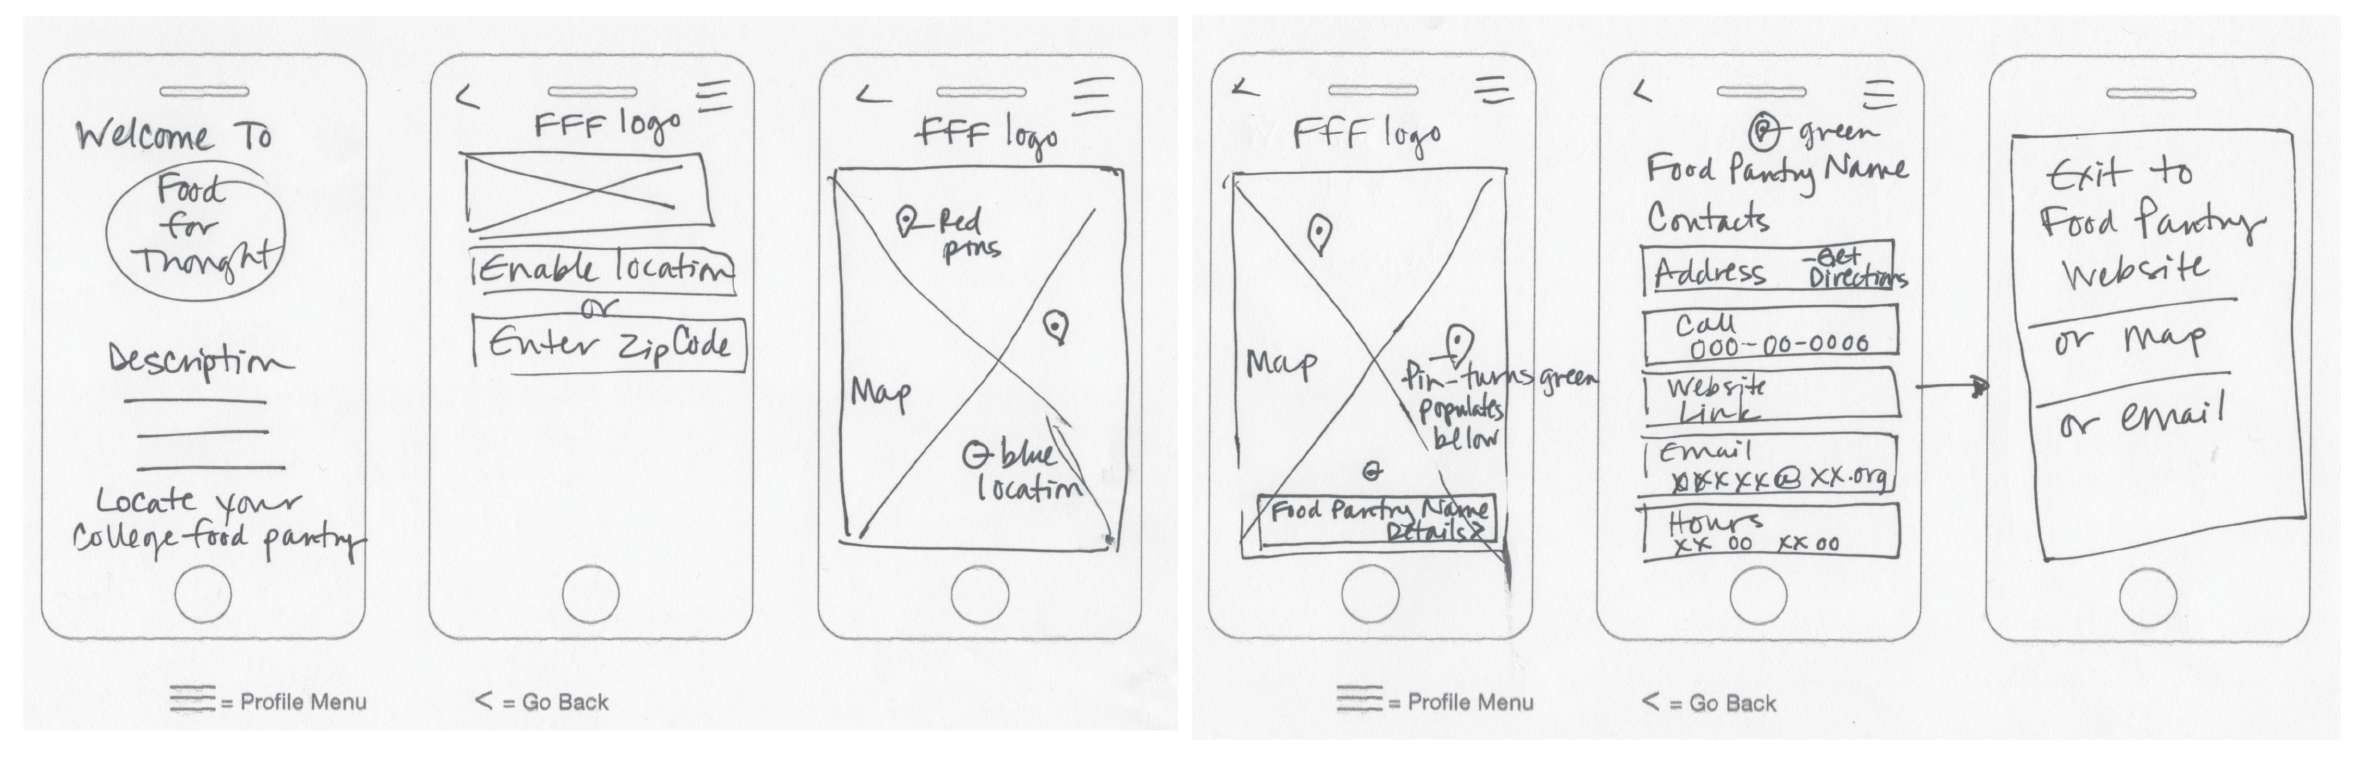 Welcome To
Food
for
Thought
Description
Locate your
College food pantry
<
FFF logo
Enable location
or
Enter Zip Code
<
FFF logo
Red
pins
Map
blue
location
= Profile Menu
< = Go Back
<
FFF logo
Map
Pin-turns green
populates
below
Food Pantry Name
Details >
<
green
Food Pantry Name
Contacts
Address - Get
Directions
Call
000-00-0000
Website
Link
Email
xxxxxx@xx.org
Hours
xx 00 xx 00
Exit to
Food Pantry
Website
or map
or email
= Profile Menu
< = Go Back